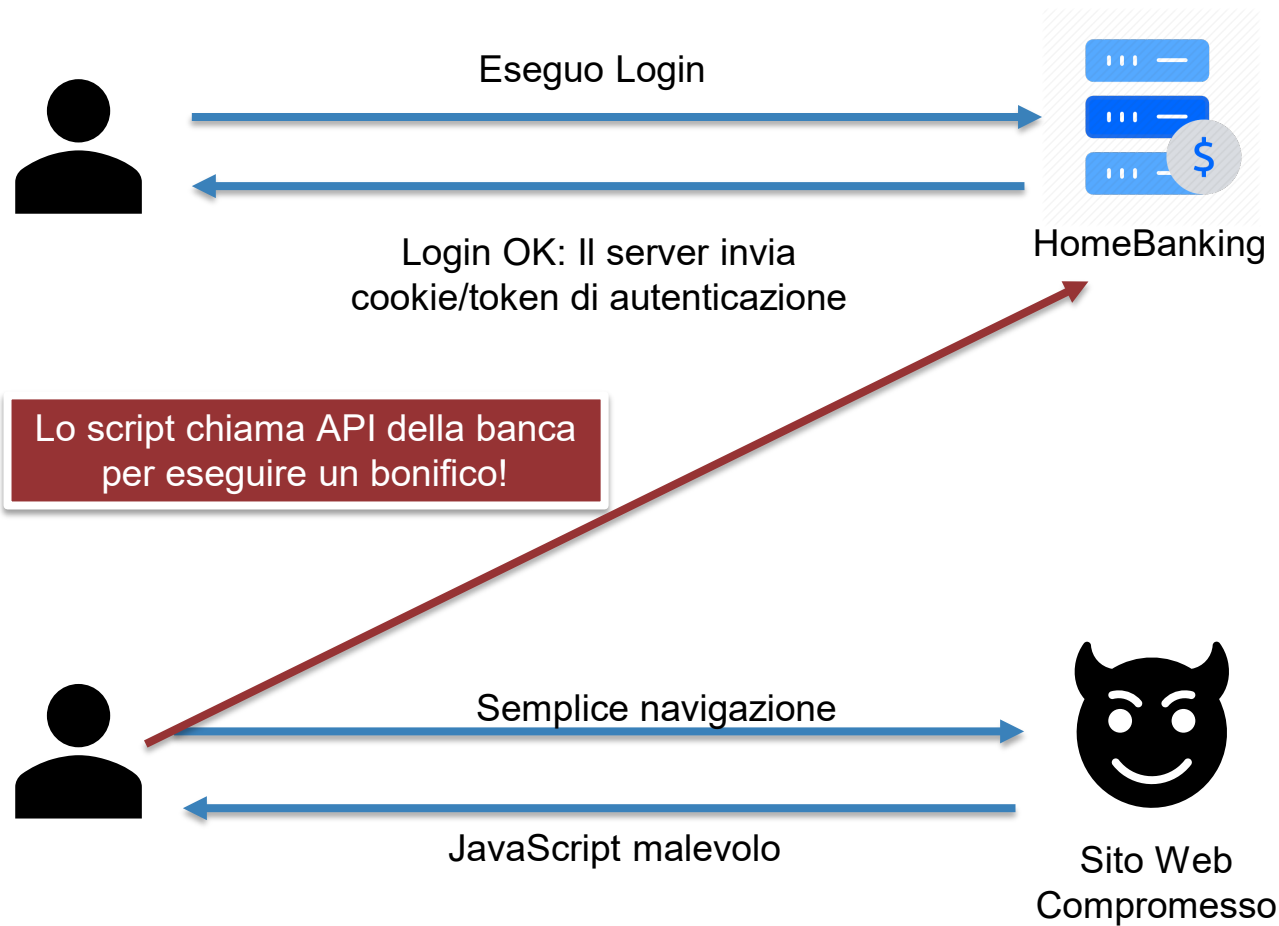 Eseguo Login
$
HomeBanking
Login OK: Il server invia
cookie/token di autenticazione
Lo script chiama API della banca
per eseguire un bonifico!
Semplice navigazione
JavaScript malevolo
Sito Web
Compromesso